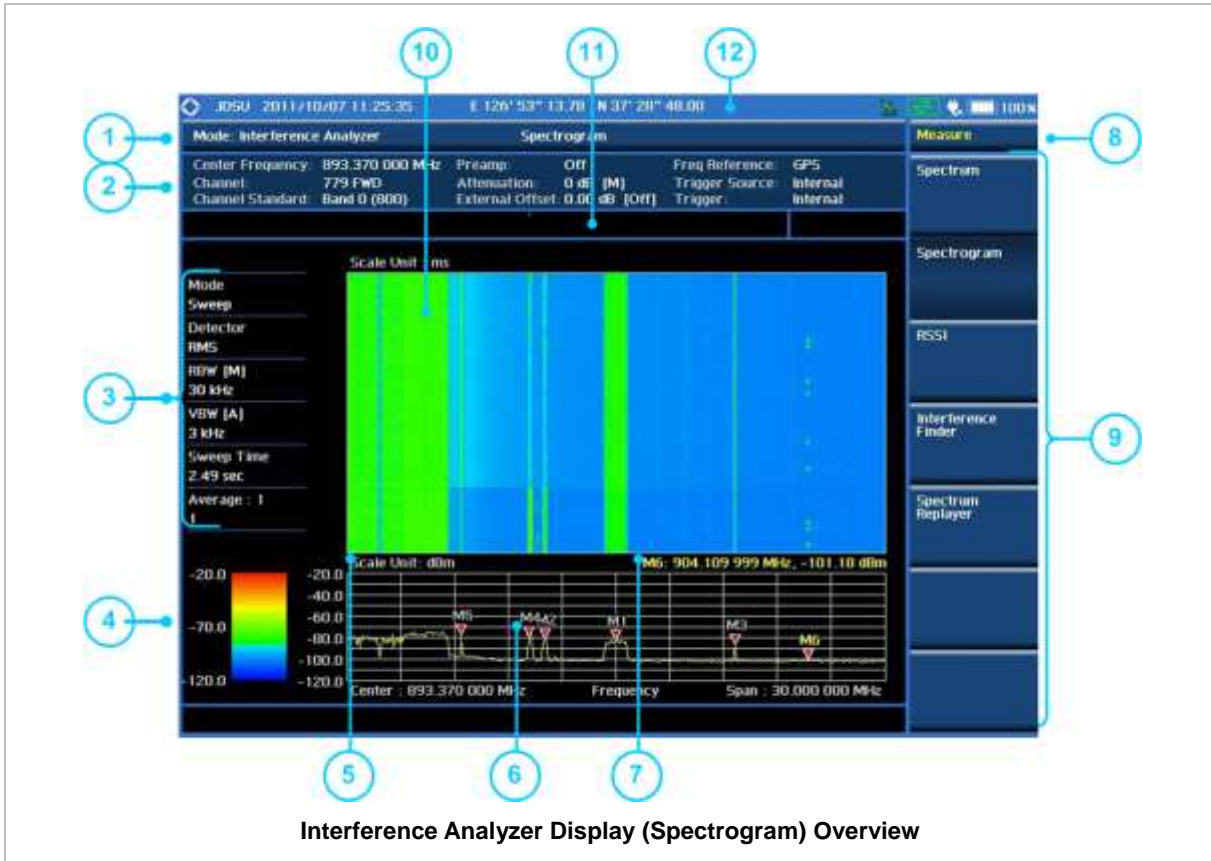 10 11 12
JDSU 2011/10/07 11:25:35 E 126° 53" 13.78 N 37° 28" 48.00 100%
1 Mode: Interference Analyzer Spectrogram Measure 8
2 Center Frequency: 893.370 000 MHz Preamp: Off Freq Reference: GPS
Channel: 779 FWD Attenuation: 0 dB [M] Trigger Source: Internal
Channel Standard: Band 0 (800) External Offset: 0.00 dB [Off] Trigger: Internal
Spectrum
Spectrogram
RSSI
Interference
Finder
Spectrum
Replayer
9
Scale Unit : ms
3
Mode
Sweep
Detector
RMS
RBW [M]
30 kHz
VBW [A]
3 kHz
Sweep Time
2.49 sec
Average : 1
1
Scale Unit: dBm M6: 904.109 999 MHz, -101.18 dBm
4
-20.0
-70.0
-120.0
-20.0
-40.0
-60.0
-80.0
-100.0
-120.0
M5 M4 M1 M3 M6
Center : 893.370 000 MHz Frequency Span : 30.000 000 MHz
5 6 7
Interference Analyzer Display (Spectrogram) Overview